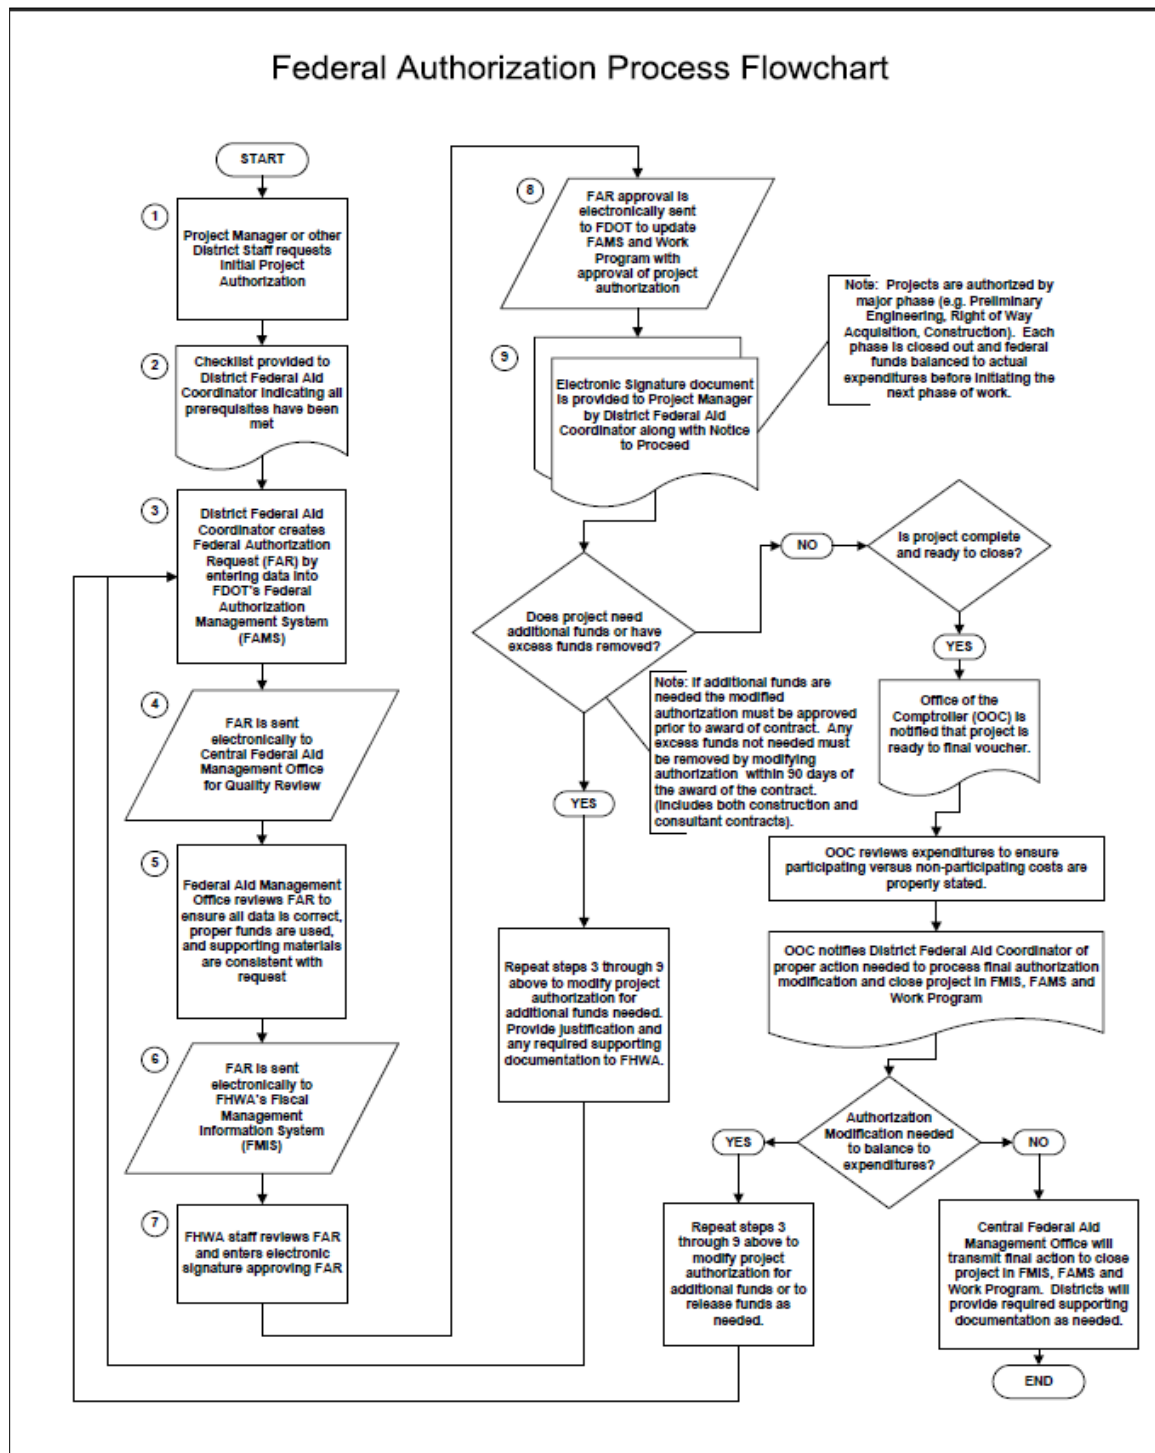 Federal Authorization Process Flowchart
START
1
Project Manager or other
District Staff requests
Initial Project
Authorization
2
Checklist provided to
District Federal Aid
Coordinator indicating all
prerequisites have been
met
3
District Federal Aid
Coordinator creates
Federal Authorization
Request (FAR) by
entering data into
FDOT's Federal
Authorization
Management System
(FAMS)
4
FAR is sent
electronically to
Central Federal Aid
Management Office
for Quality Review
5
Federal Aid Management
Office reviews FAR to
ensure all data is correct,
proper funds are used,
and supporting materials
are consistent with
request
6
FAR is sent
electronically to
FHWA's Fiscal
Management
Information System
(FMIS)
7
FHWA staff reviews FAR
and enters electronic
signature approving FAR
8
FAR approval is
electronically sent
to FDOT to update
FAMS and Work
Program with
approval of project
authorization
9
Electronic Signature document
is provided to Project Manager
by District Federal Aid
Coordinator along with Notice
to Proceed
Note: Projects are authorized by
major phase (e.g. Preliminary
Engineering, Right of Way
Acquisition, Construction). Each
phase is closed out and federal
funds balanced to actual
expenditures before initiating the
next phase of work.
Does project need
additional funds or have
excess funds removed?
NO
Is project complete
and ready to close?
Note: If additional funds are
needed the modified
authorization must be approved
prior to award of contract. Any
excess funds not needed must
be removed by modifying
authorization within 90 days of
the award of the contract.
(Includes both construction and
consultant contracts).
YES
Repeat steps 3 through 9
above to modify project
authorization for
additional funds needed.
Provide justification and
any required supporting
documentation to FHWA.
YES
Office of the
Comptroller (OOC) is
notified that project is
ready to final voucher.
OOC reviews expenditures to ensure
participating versus non-participating costs are
properly stated.
OOC notifies District Federal Aid Coordinator of
proper action needed to process final authorization
modification and close project in FMIS, FAMS and
Work Program
Authorization
Modification needed
to balance to
expenditures?
YES
NO
Repeat steps 3
through 9 above to
modify project
authorization for
additional funds or to
release funds as
needed.
Central Federal Aid
Management Office will
transmit final action to close
project in FMIS, FAMS and
Work Program. Districts will
provide required supporting
documentation as needed.
END